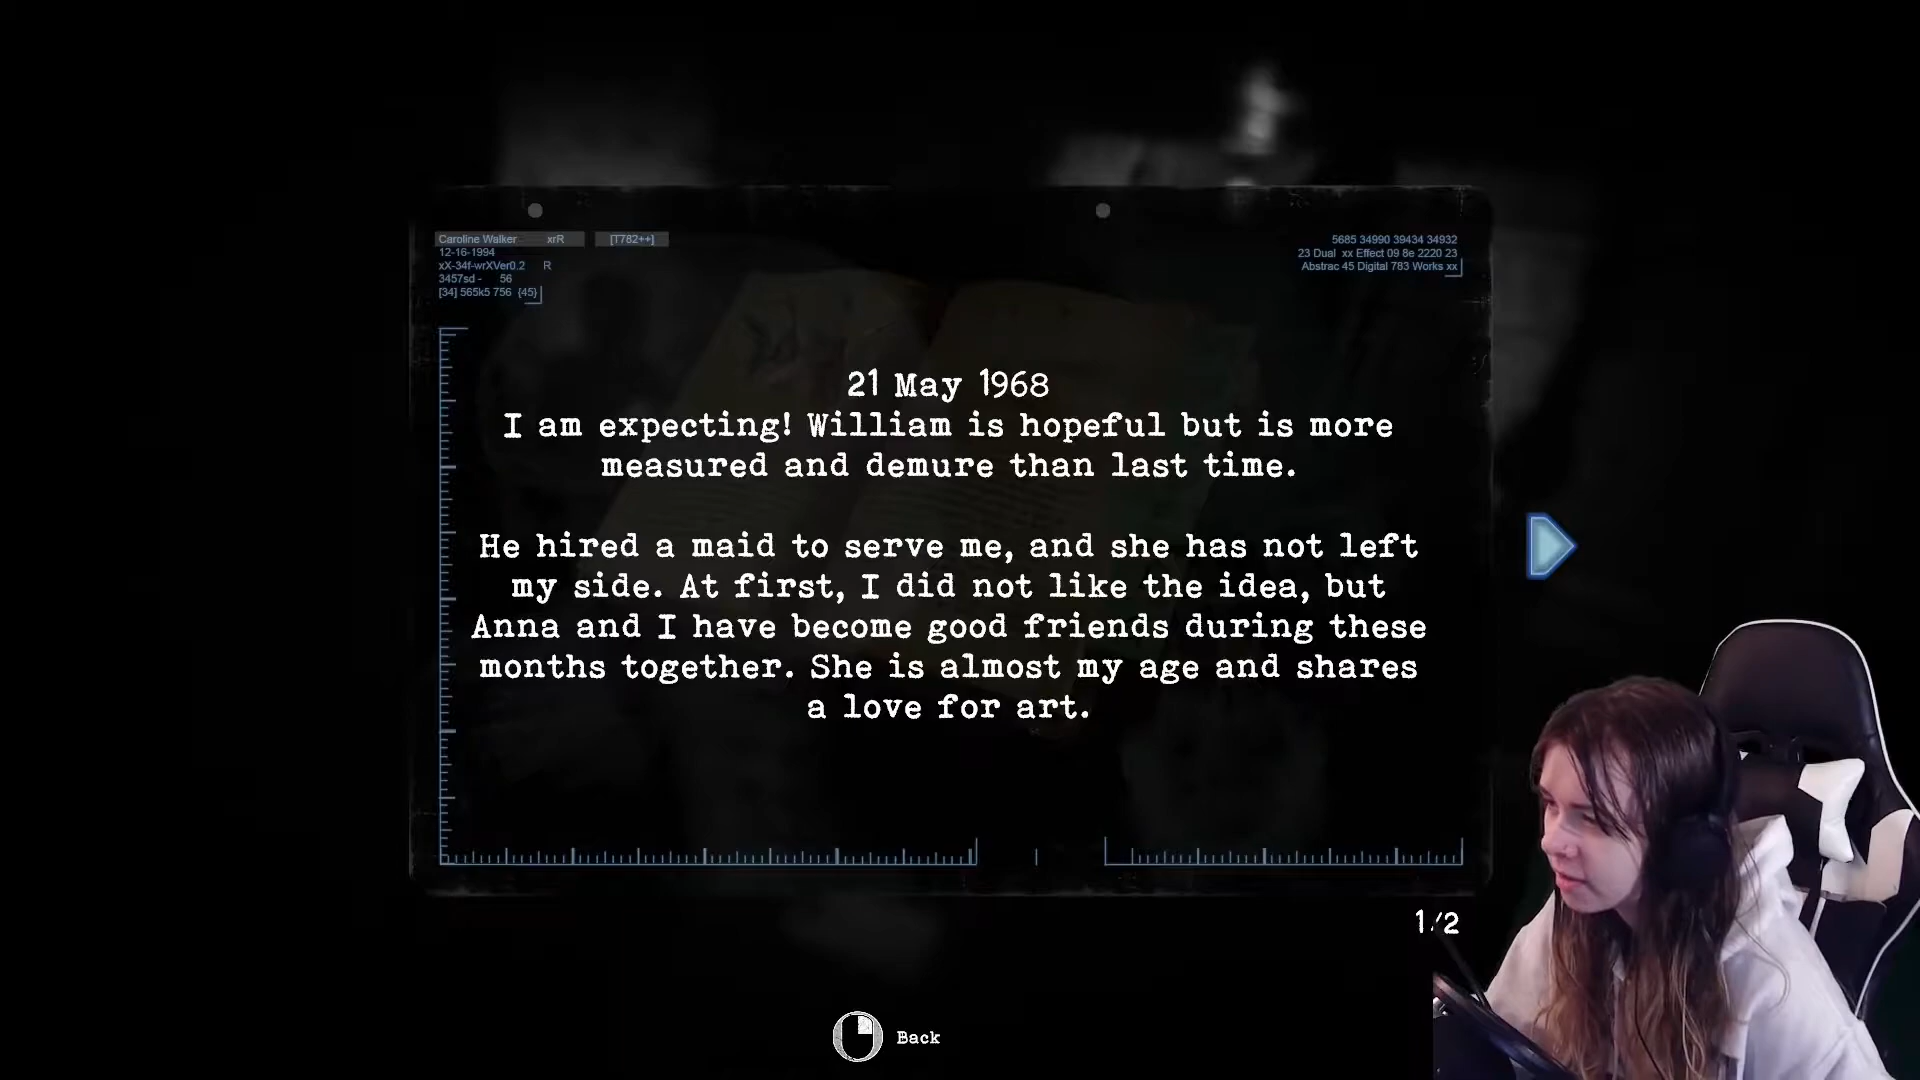 Caroline Walker xrR [T782++]
12-16-1994
xX-34f-wrXVer0.2 R
3457sd - 56
[34] 565k5 756 {45}
5685 34990 39434 34932
23 Dual xx Effect 09 8e 2220 23
Abstrac 45 Digital 783 Works xx
21 May 1968
I am expecting! William is hopeful but is more
measured and demure than last time.
He hired a maid to serve me, and she has not left
my side. At first, I did not like the idea, but
Anna and I have become good friends during these
months together. She is almost my age and shares
a love for art.
1/2
Back